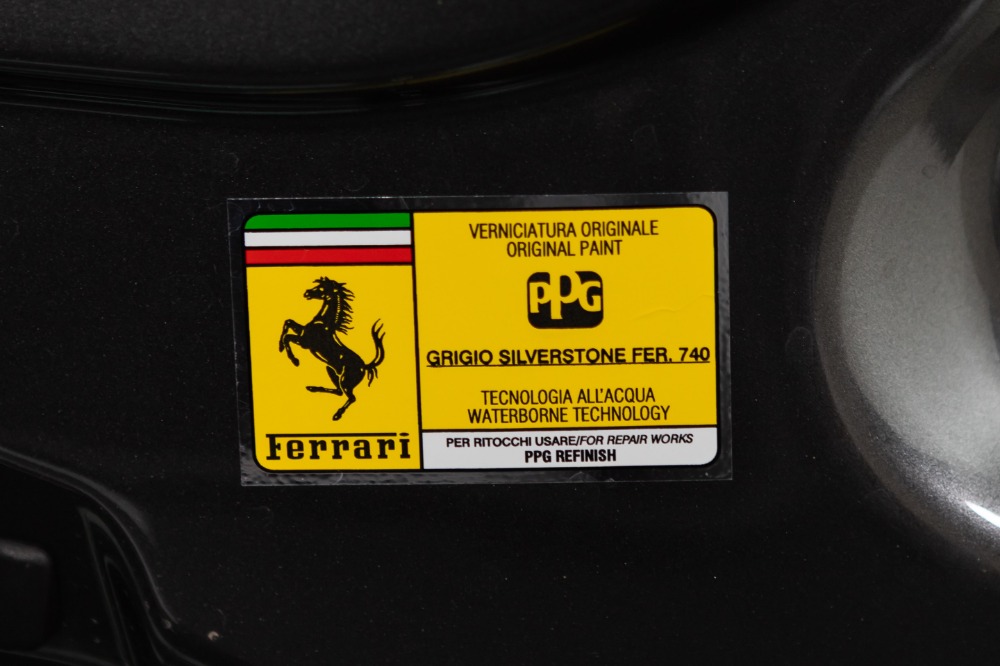 VERNICIATURA ORIGINALE
ORIGINAL PAINT
PPG
GRIGIO SILVERSTONE FER. 740
TECNOLOGIA ALL'ACQUA
WATERBORNE TECHNOLOGY
Ferrari
PER RITOCCHI USARE/FOR REPAIR WORKS
PPG REFINISH